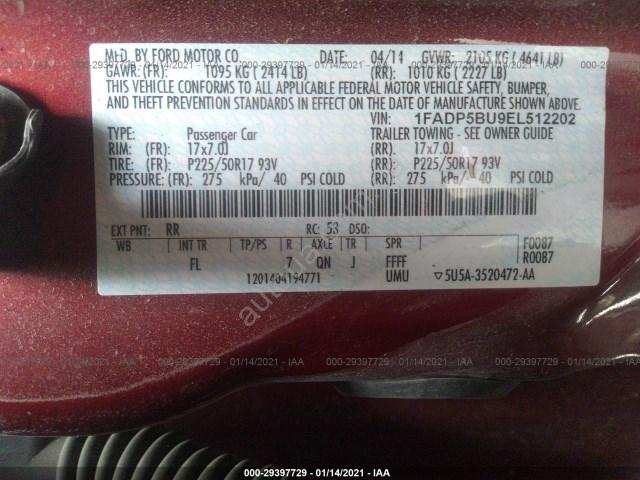 MFD. BY FORD MOTOR CO. DATE: 04/14 GVWR: 2105 KG (4641LB)
GAWR: (FR): 1095 KG (2414LB) (RR): 1010 KG (2227 LB)
THIS VEHICLE CONFORMS TO ALL APPLICABLE FEDERAL MOTOR VEHICLE SAFETY, BUMPER,
AND THEFT PREVENTION STANDARDS IN EFFECT ON THE DATE OF MANUFACTURE SHOWN ABOVE.
VIN: 1FADP5BU9EL512202
TYPE: Passenger Car TRAILER TOWING - SEE OWNER GUIDE
RIM: (FR): 17x7.0J (RR): 17x7.0J
TIRE: (FR): P225/50R17 93V (RR): P225/50R17 93V
PRESSURE: (FR): 275 kPa/ 40 PSI COLD (RR): 275 kPa/ 40 PSI COLD
EXT PNT: RR RC: 53 DSO: F0087
WB INT TR TP/PS R AXLE TR SPR R0087
FL 7 QN J FFFF
1201404194771 UMU ▽5U5A-3520472-AA
000-29397729 - 01/14/2021 - IAA
000-29397729 - 01/14/2021 - IAA
000-29397729 - 01/14/2021 - IAA
000-29397729 - 01/14/2021 - IAA